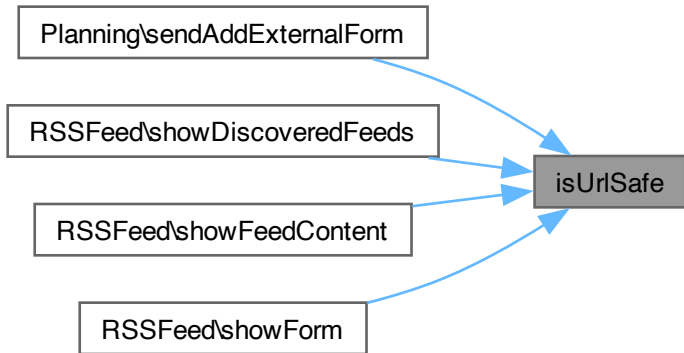 Planning\sendAddExternalForm
RSSFeed\showDiscoveredFeeds
isUrlSafe
RSSFeed\showFeedContent
RSSFeed\showForm